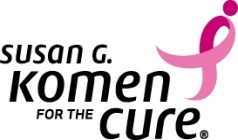 susan G.
komen
FOR THE
cure®